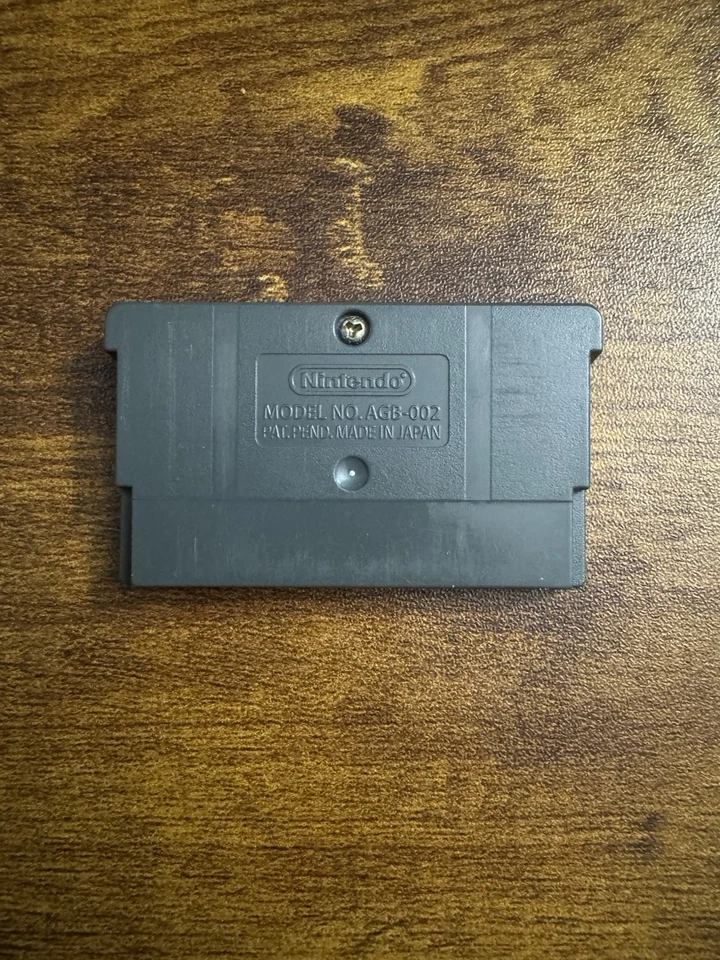 Nintendo®
MODEL NO. AGB-002
PAT. PEND. MADE IN JAPAN